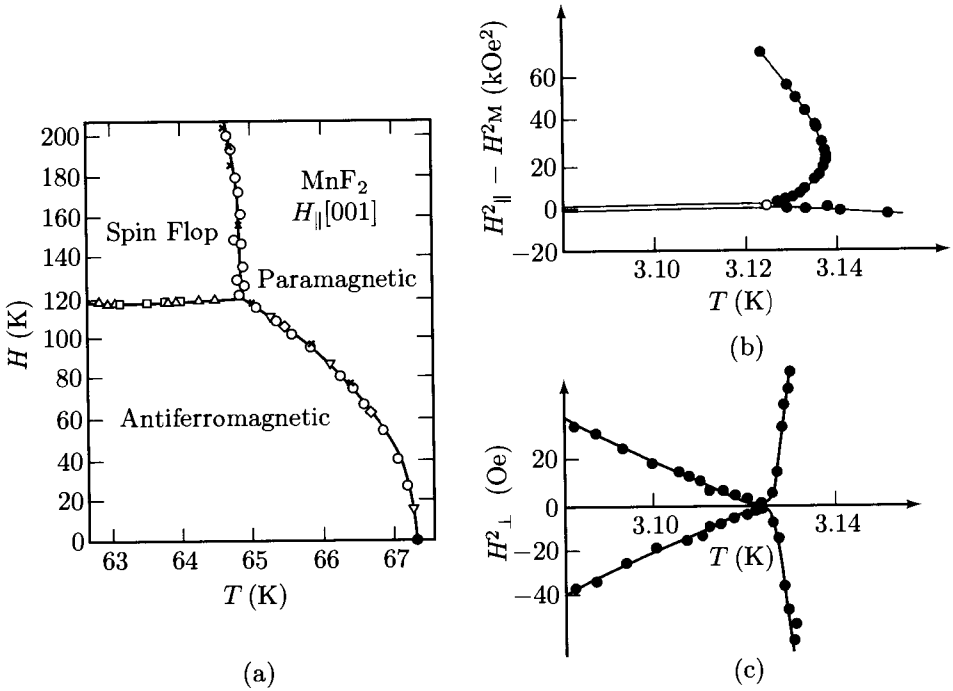 200
180
160
140
120
100
80
60
40
20
0
H (K)
MnF₂
H∥[001]
Spin Flop
Paramagnetic
Antiferromagnetic
63 64 65 66 67
T (K)
(a)
60
40
20
0
−20
H²∥ − H²M (kOe²)
3.10 3.12 3.14
T (K)
(b)
20
0
−20
−40
H²⊥ (Oe)
3.10 3.14
T (K)
(c)